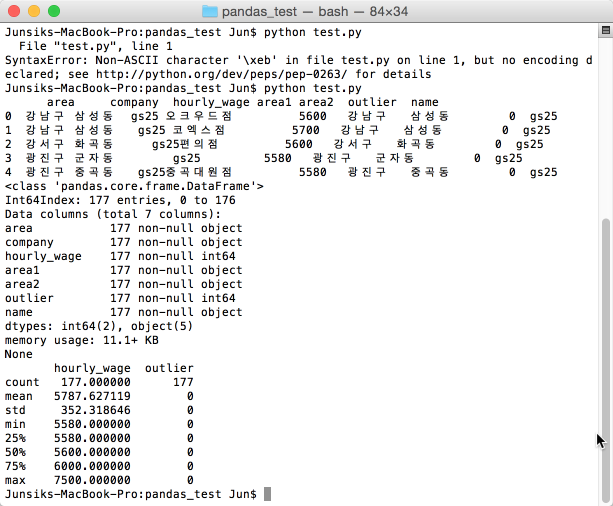 pandas_test — bash — 84×34
Junsiks-MacBook-Pro:pandas_test Jun$ python test.py
  File "test.py", line 1
SyntaxError: Non-ASCII character '\xeb' in file test.py on line 1, but no encoding d
eclared; see http://python.org/dev/peps/pep-0263/ for details
Junsiks-MacBook-Pro:pandas_test Jun$ python test.py
      area     company  hourly_wage area1 area2  outlier  name
0  강남구 삼성동  gs25 오크우드점         5600   강남구   삼성동        0  gs25
1  강남구 삼성동   gs25 코엑스점         5700   강남구   삼성동        0  gs25
2  강서구 화곡동     gs25편의점         5600   강서구   화곡동        0  gs25
3  광진구 군자동        gs25         5580   광진구   군자동        0  gs25
4  광진구 중곡동   gs25중곡대원점         5580   광진구   중곡동        0  gs25
<class 'pandas.core.frame.DataFrame'>
Int64Index: 177 entries, 0 to 176
Data columns (total 7 columns):
area           177 non-null object
company        177 non-null object
hourly_wage    177 non-null int64
area1          177 non-null object
area2          177 non-null object
outlier        177 non-null int64
name           177 non-null object
dtypes: int64(2), object(5)
memory usage: 11.1+ KB
None
       hourly_wage  outlier
count   177.000000      177
mean   5787.627119        0
std     352.318646        0
min    5580.000000        0
25%    5580.000000        0
50%    5600.000000        0
75%    6000.000000        0
max    7500.000000        0
Junsiks-MacBook-Pro:pandas_test Jun$